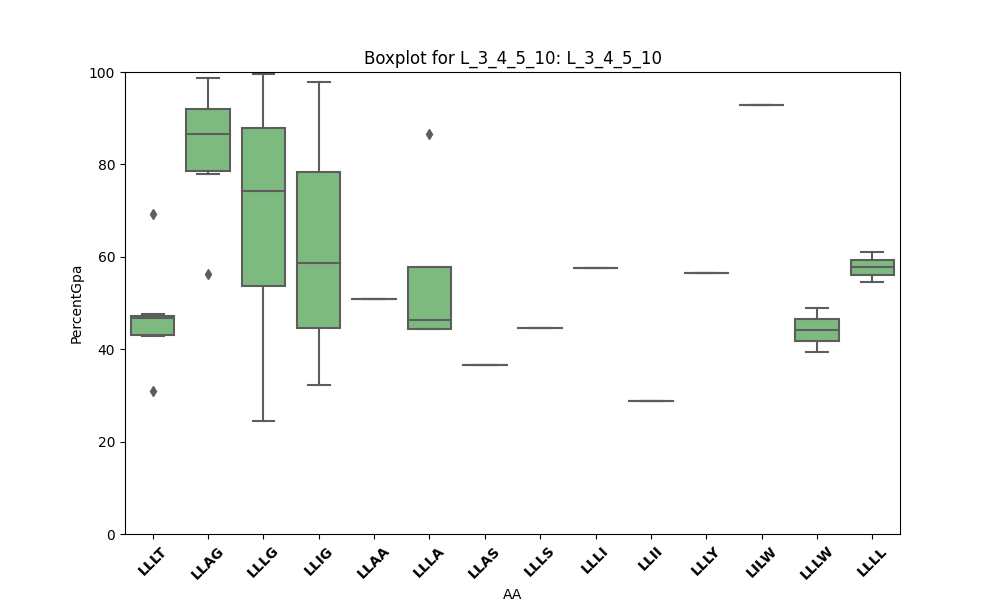 Boxplot for L_3_4_5_10: L_3_4_5_10
PercentGpa
100
80
60
40
20
0
LLLT LLAG LLLG LLIG LLAA LLLA LLAS LLLS LLLI LLII LLLY LILW LLLW LLLL
AA